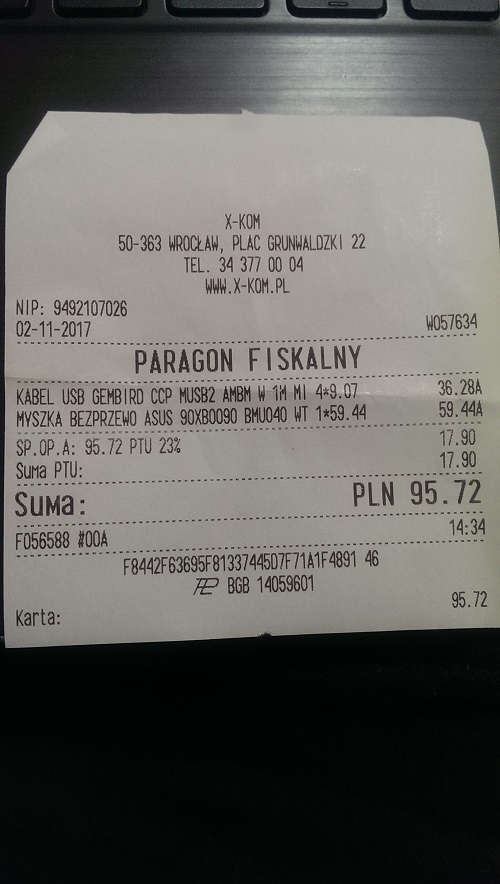 X-KOM
50-363 WROCŁAW, PLAC GRUNWALDZKI 22
TEL. 34 377 00 04
WWW.X-KOM.PL
NIP: 9492107026
02-11-2017 W057634
PARAGON FISKALNY
KABEL USB GEMBIRD CCP MUSB2 AMBM W 1M MI 4*9.07 36.28A
MYSZKA BEZPRZEWO ASUS 90XB0090 BMU040 WT 1*59.44 59.44A
SP.OP.A: 95.72 PTU 23% 17.90
Suma PTU: 17.90
Suma: PLN 95.72
F056588 #00A 14:34
F8442F63695F81337445D7F71A1F4891 46
BGB 14059601
Karta: 95.72